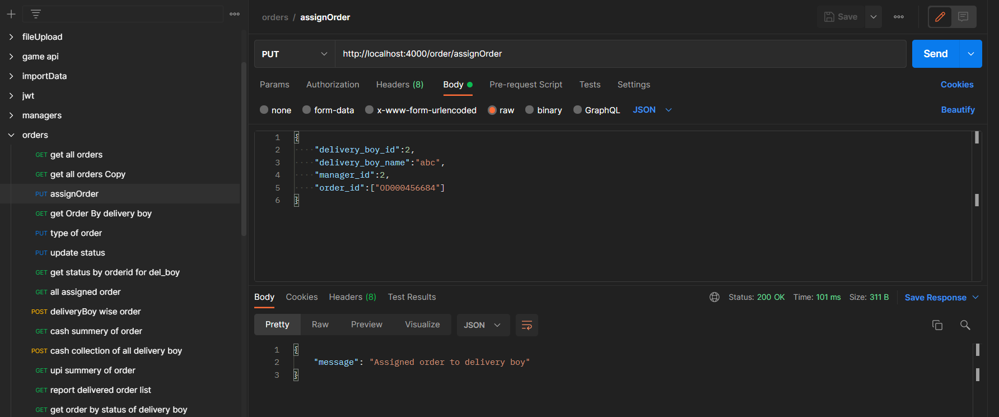 fileUpload
game api
importData
jwt
managers
orders
GET get all orders
GET get all orders Copy
PUT assignOrder
GET get Order By delivery boy
PUT type of order
PUT update status
GET get status by orderid for del_boy
GET all assigned order
POST deliveryBoy wise order
GET cash summery of order
POST cash collection of all delivery boy
GET upi summery of order
GET report delivered order list
GET get order by status of delivery boy
orders / assignOrder
Save
PUT http://localhost:4000/order/assignOrder Send
Params Authorization Headers (8) Body Pre-request Script Tests Settings Cookies
none form-data x-www-form-urlencoded raw binary GraphQL JSON Beautify
1 {
2 "delivery_boy_id":2,
3 "delivery_boy_name":"abc",
4 "manager_id":2,
5 "order_id":["OD000456684"]
6 }
Body Cookies Headers (8) Test Results Status: 200 OK Time: 101 ms Size: 311 B Save Response
Pretty Raw Preview Visualize JSON
1 {
2 "message": "Assigned order to delivery boy"
3 }